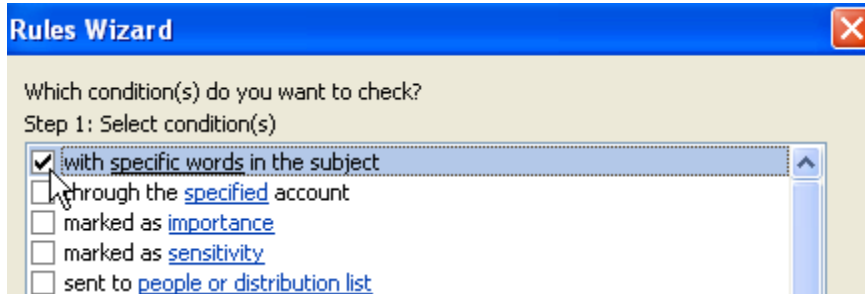 Rules Wizard
Which condition(s) do you want to check?
Step 1: Select condition(s)
with specific words in the subject
through the specified account
marked as importance
marked as sensitivity
sent to people or distribution list